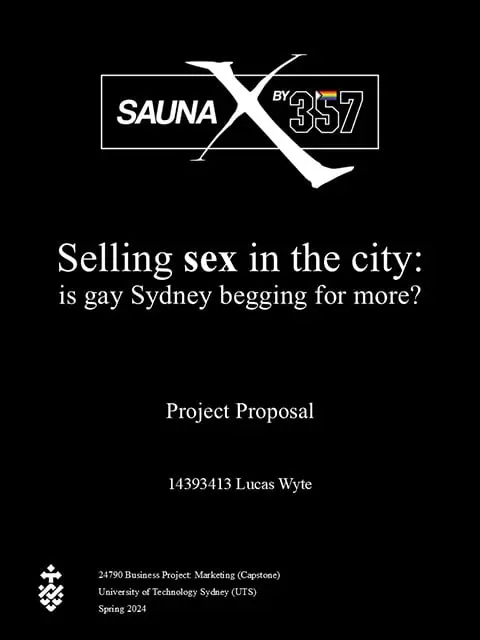 SAUNA X BY 357
Selling sex in the city:
is gay Sydney begging for more?
Project Proposal
14393413 Lucas Wyte
24790 Business Project: Marketing (Capstone)
University of Technology Sydney (UTS)
Spring 2024